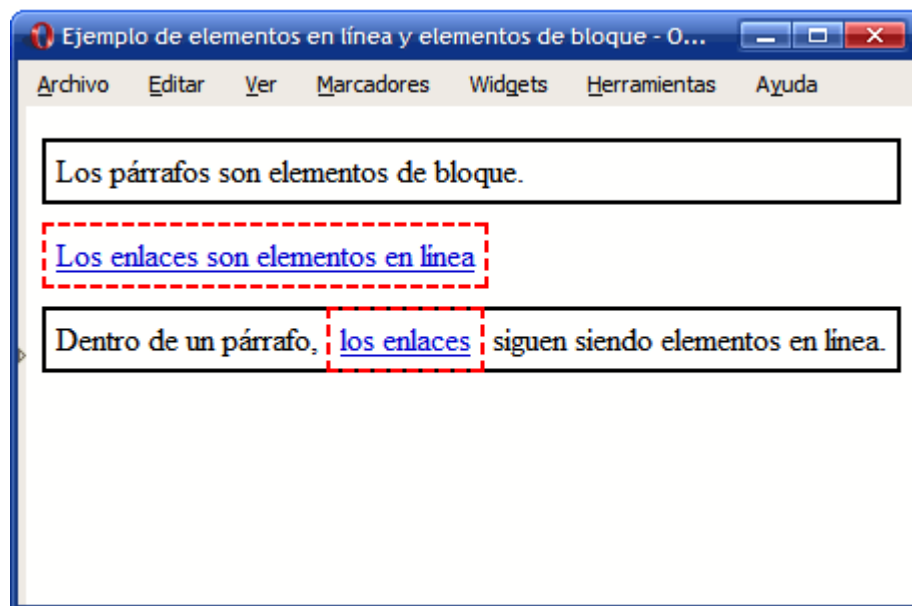 Ejemplo de elementos en línea y elementos de bloque - O...
Archivo Editar Ver Marcadores Widgets Herramientas Ayuda
Los párrafos son elementos de bloque.
Los enlaces son elementos en línea
Dentro de un párrafo, los enlaces siguen siendo elementos en línea.